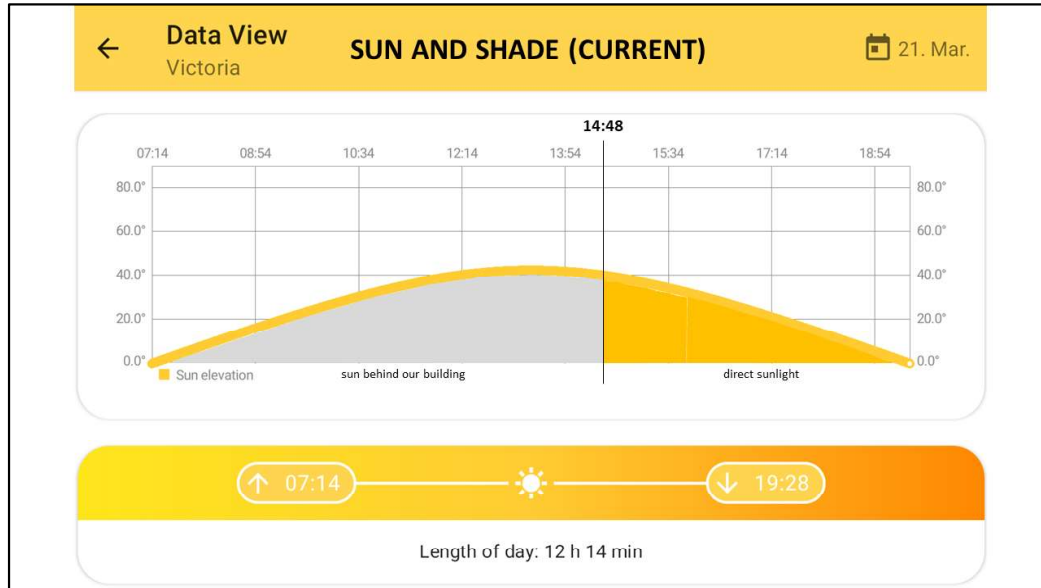 Data View
Victoria
SUN AND SHADE (CURRENT)
21. Mar.
14:48
07:14 08:54 10:34 12:14 13:54 15:34 17:14 18:54
80.0° 80.0°
60.0° 60.0°
40.0° 40.0°
20.0° 20.0°
0.0° 0.0°
Sun elevation sun behind our building direct sunlight
07:14 19:28
Length of day: 12 h 14 min